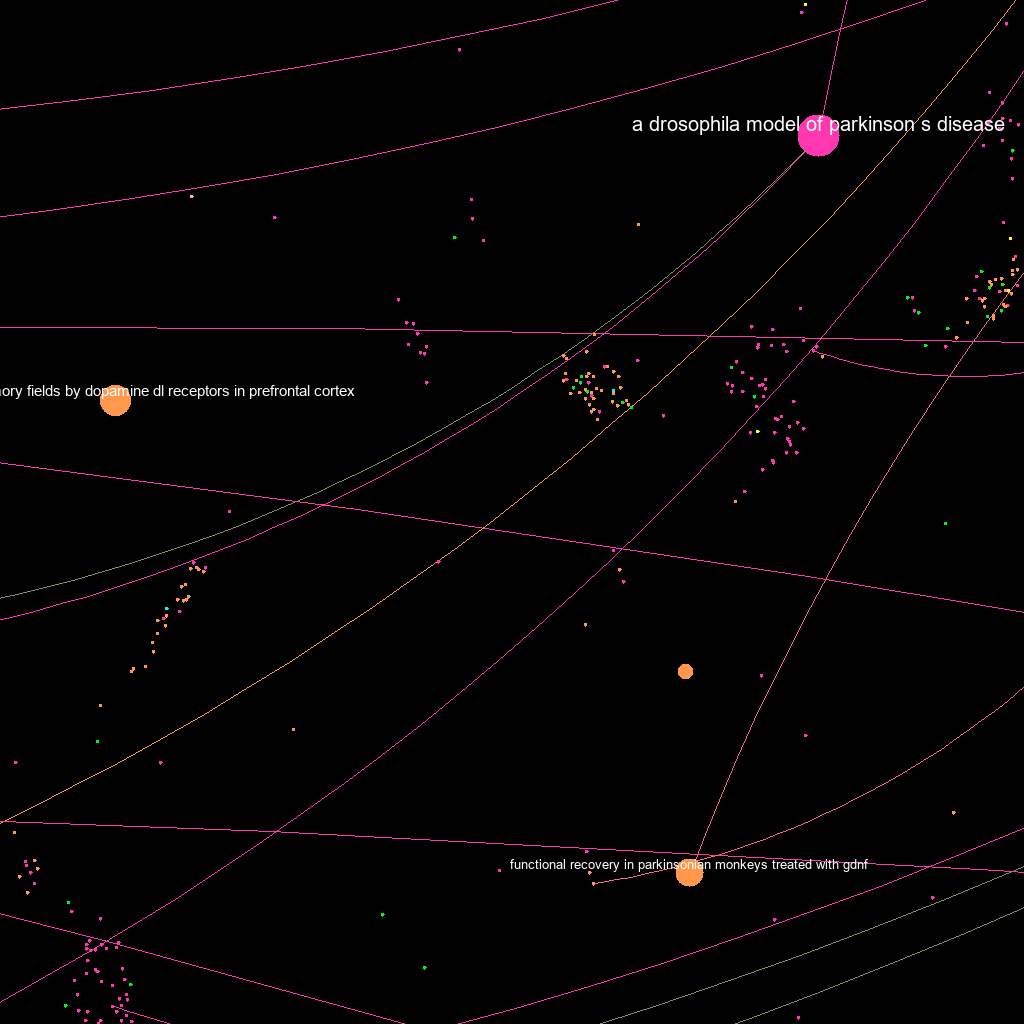 a drosophila model of parkinson s disease
ory fields by dopamine dl receptors in prefrontal cortex
functional recovery in parkinsonian monkeys treated with gdnf